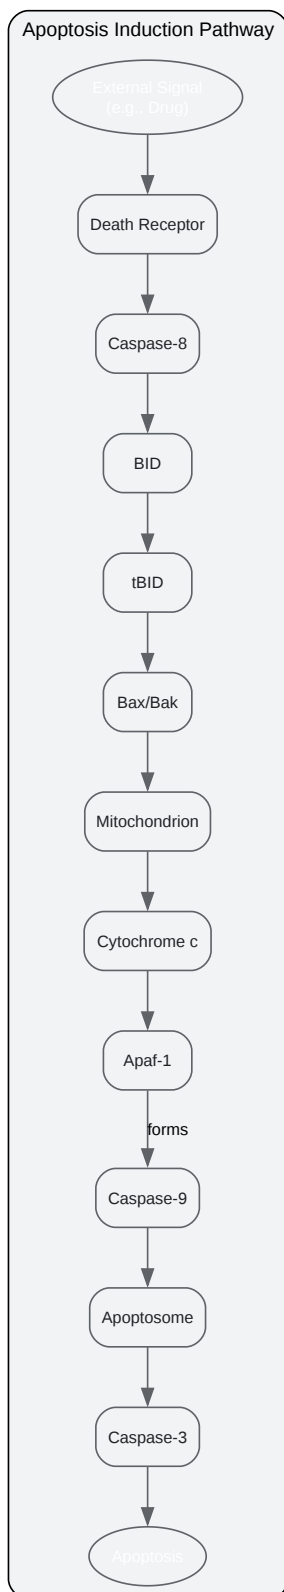 Apoptosis Induction Pathway
External Signal
(e.g., Drug)
Death Receptor
Caspase-8
BID
tBID
Bax/Bak
Mitochondrion
Cytochrome c
Apaf-1
forms
Caspase-9
Apoptosome
Caspase-3
Apoptosis